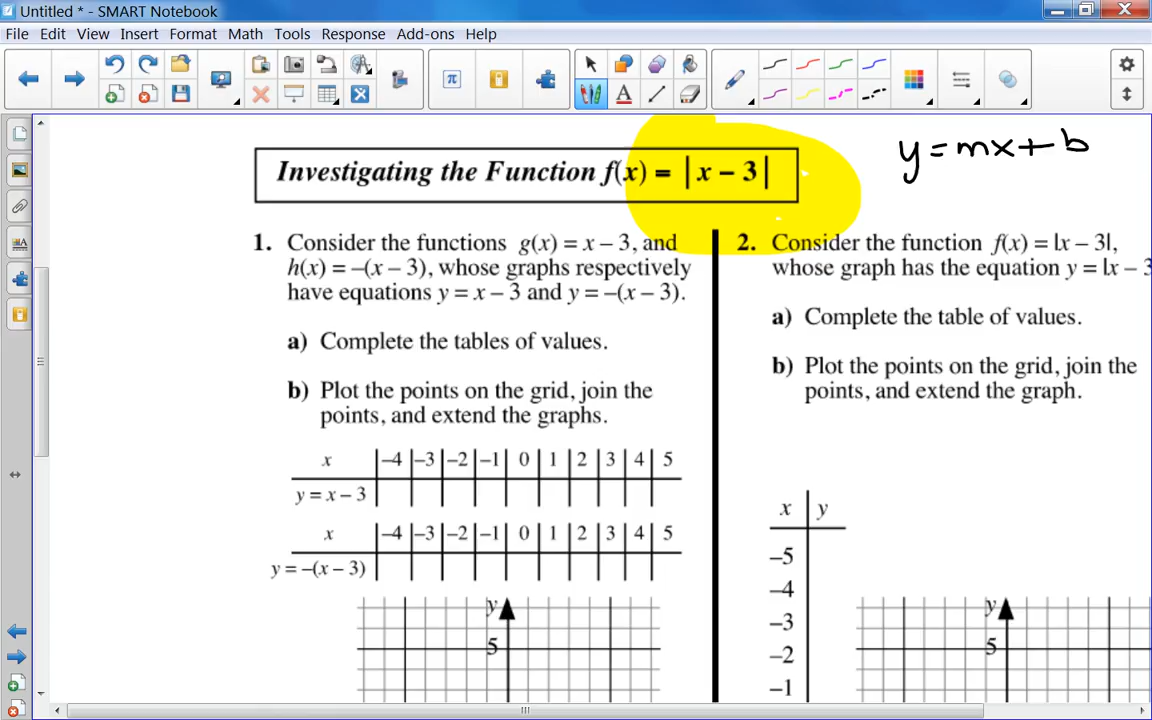 Untitled * - SMART Notebook
File Edit View Insert Format Math Tools Response Add-ons Help
y = mx + b
Investigating the Function f(x) = |x – 3|
1. Consider the functions g(x) = x – 3, and
h(x) = –(x – 3), whose graphs respectively
have equations y = x – 3 and y = –(x – 3).
a) Complete the tables of values.
b) Plot the points on the grid, join the
points, and extend the graphs.
x –4 –3 –2 –1 0 1 2 3 4 5
y = x – 3
x –4 –3 –2 –1 0 1 2 3 4 5
y = –(x – 3)
y
5
2. Consider the function f(x) = |x – 3|,
whose graph has the equation y = |x – 3
a) Complete the table of values.
b) Plot the points on the grid, join the
points, and extend the graph.
x y
–5
–4
–3
–2
–1
y
5